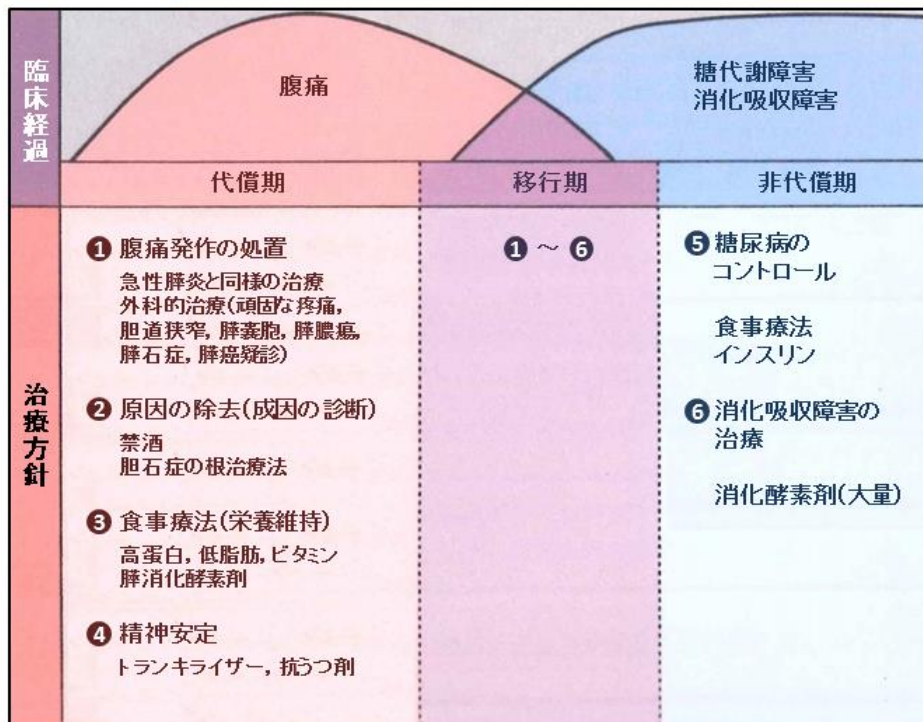 臨床経過
腹痛
糖代謝障害
消化吸収障害
代償期
移行期
非代償期
治療方針
❶ 腹痛発作の処置
急性膵炎と同様の治療
外科的治療(頑固な疼痛,
胆道狭窄, 膵嚢胞, 膵膿瘍,
膵石症, 膵癌疑診)
❷ 原因の除去(成因の診断)
禁酒
胆石症の根治療法
❸ 食事療法(栄養維持)
高蛋白, 低脂肪, ビタミン
膵消化酵素剤
❹ 精神安定
トランキライザー, 抗うつ剤
❶ ~ ❻
❺ 糖尿病の
コントロール
食事療法
インスリン
❻ 消化吸収障害の
治療
消化酵素剤(大量)